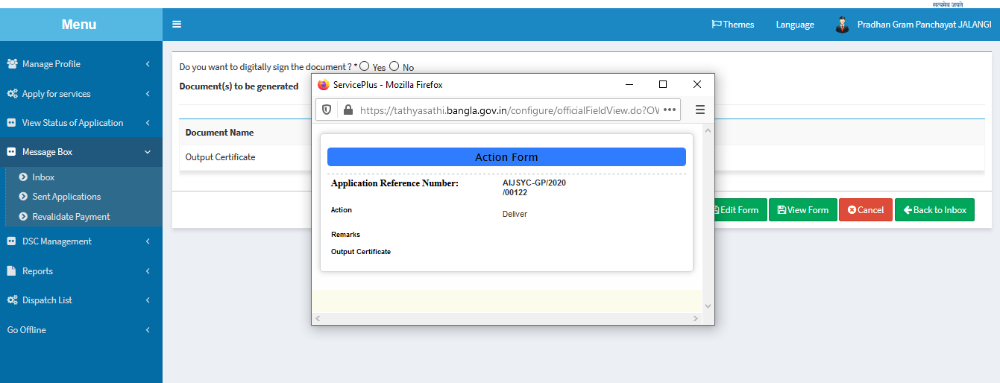 सत्यमेव जयते
Menu
Themes
Language
Pradhan Gram Panchayat JALANGI
Manage Profile
Apply for services
View Status of Application
Message Box
Inbox
Sent Applications
Revalidate Payment
DSC Management
Reports
Dispatch List
Go Offline
Do you want to digitally sign the document ? * Yes No
Document(s) to be generated
Document Name
Output Certificate
Edit Form
View Form
Cancel
Back to Inbox
ServicePlus - Mozilla Firefox
https://tathyasathi.bangla.gov.in/configure/officialFieldView.do?OV
Action Form
Application Reference Number: AIJSYC-GP/2020
/00122
Action Deliver
Remarks
Output Certificate